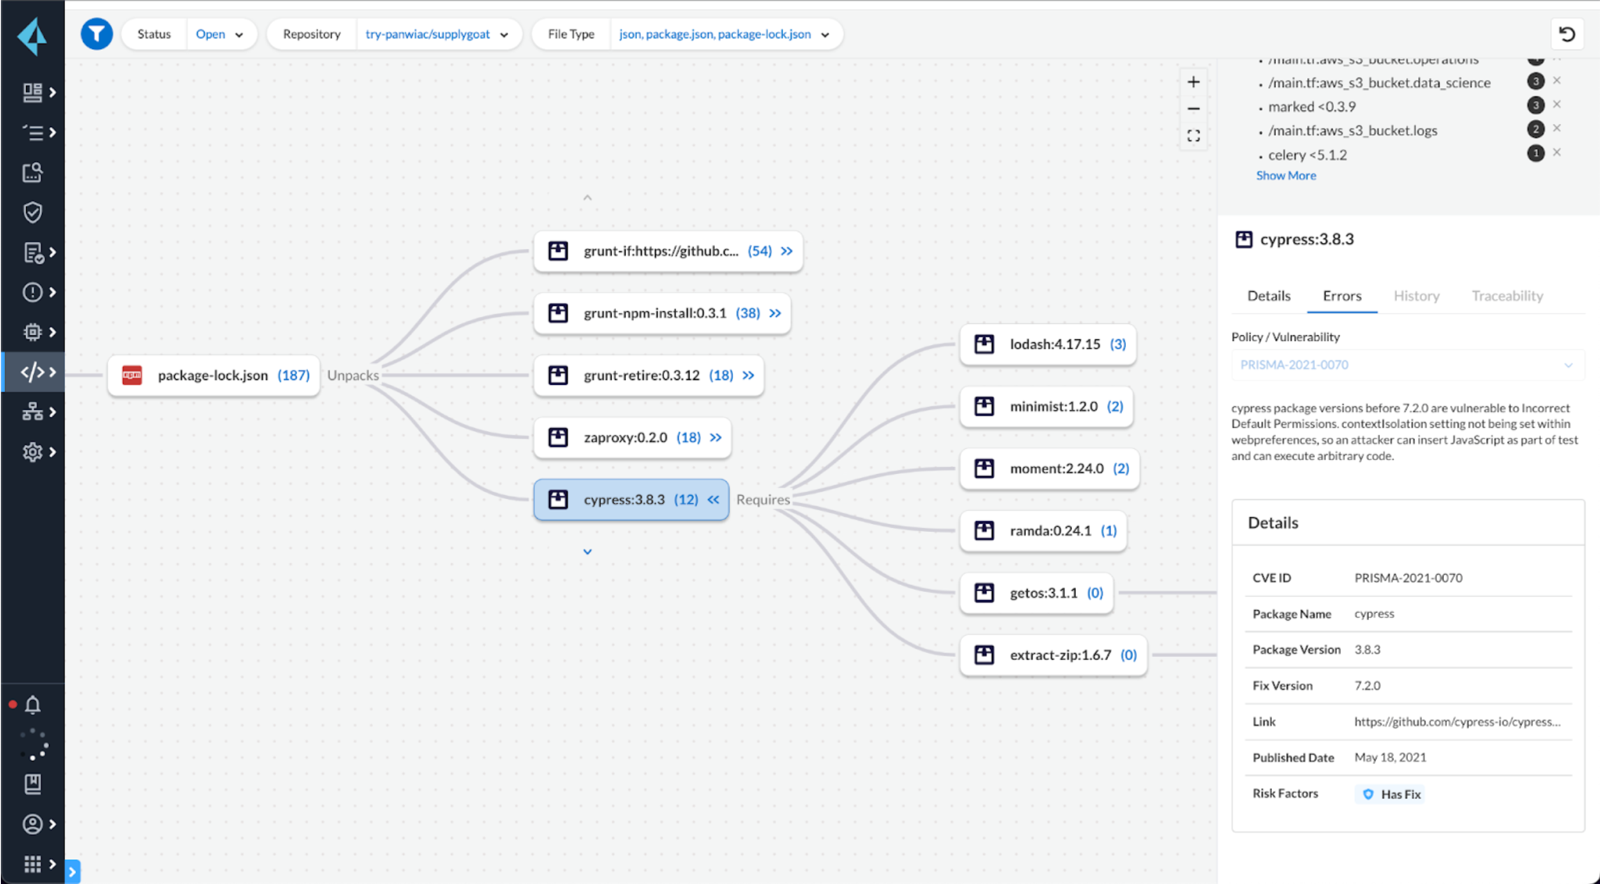 Status Open Repository try-panwiac/supplygoat File Type json, package.json, package-lock.json
/main.tf:aws_s3_bucket.operations
/main.tf:aws_s3_bucket.data_science 3
marked <0.3.9 3
/main.tf:aws_s3_bucket.logs 2
celery <5.1.2 1
Show More
package-lock.json (187) Unpacks
grunt-if:https://github.c... (54)
grunt-npm-install:0.3.1 (38)
grunt-retire:0.3.12 (18)
zaproxy:0.2.0 (18)
cypress:3.8.3 (12) Requires
lodash:4.17.15 (3)
minimist:1.2.0 (2)
moment:2.24.0 (2)
ramda:0.24.1 (1)
getos:3.1.1 (0)
extract-zip:1.6.7 (0)
cypress:3.8.3
Details Errors History Traceability
Policy / Vulnerability
PRISMA-2021-0070
cypress package versions before 7.2.0 are vulnerable to Incorrect
Default Permissions. contextIsolation setting not being set within
webpreferences, so an attacker can insert JavaScript as part of test
and can execute arbitrary code.
Details
CVE ID PRISMA-2021-0070
Package Name cypress
Package Version 3.8.3
Fix Version 7.2.0
Link https://github.com/cypress-io/cypress...
Published Date May 18, 2021
Risk Factors Has Fix